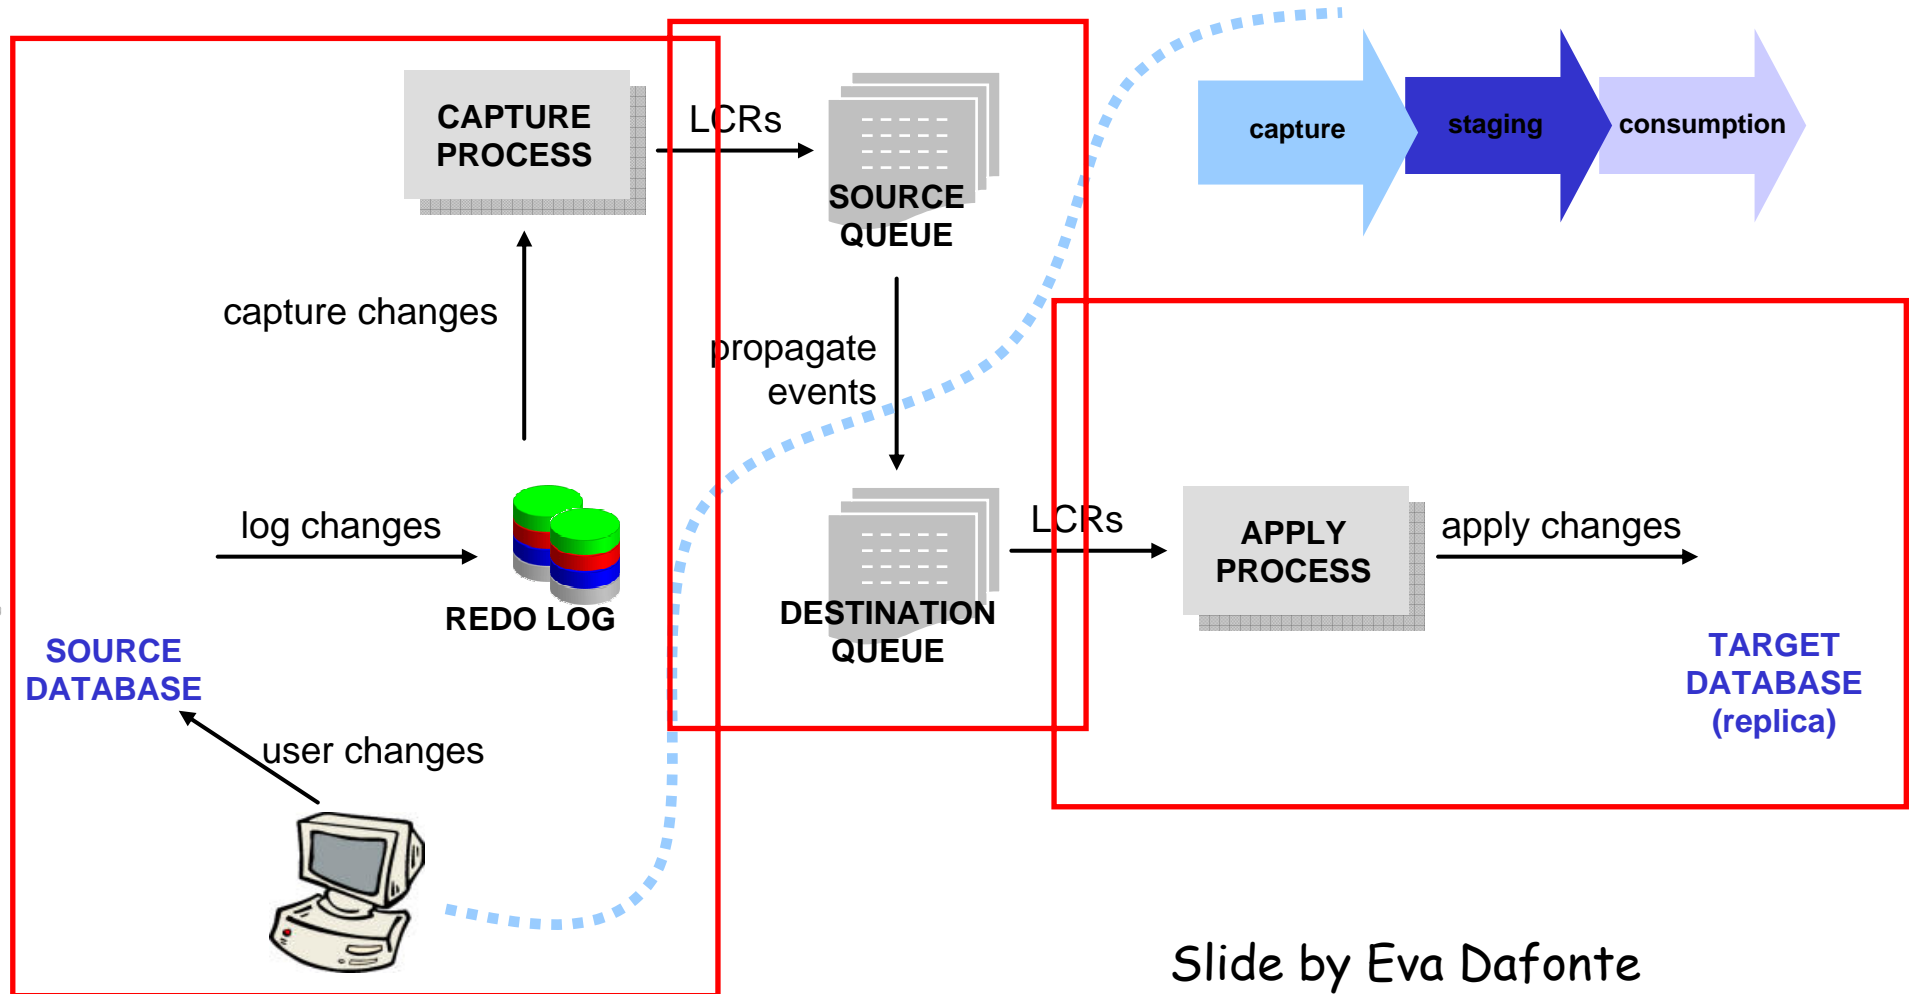 CAPTURE
PROCESS
LCRs
SOURCE
QUEUE
capture
staging
consumption
capture changes
propagate
events
log changes
REDO LOG
LCRs
DESTINATION
QUEUE
APPLY
PROCESS
apply changes
SOURCE
DATABASE
TARGET
DATABASE
(replica)
user changes
Slide by Eva Dafonte